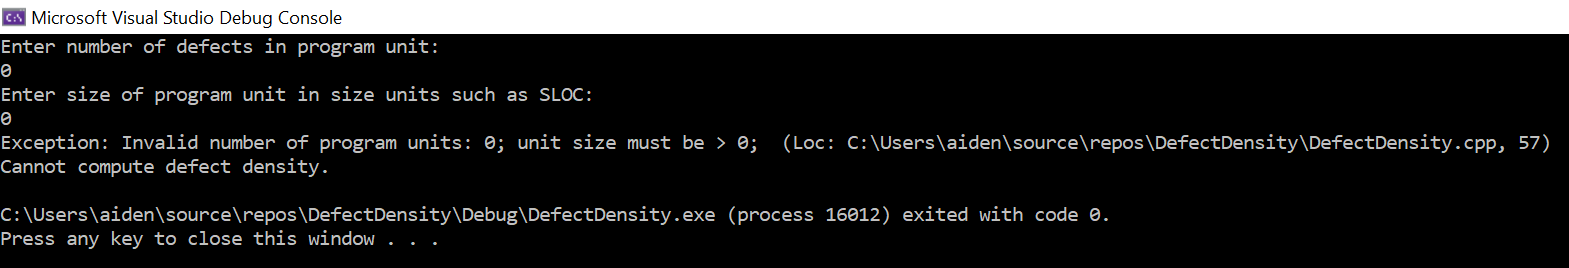 Microsoft Visual Studio Debug Console
Enter number of defects in program unit:
0
Enter size of program unit in size units such as SLOC:
0
Exception: Invalid number of program units: 0; unit size must be > 0;  (Loc: C:\Users\aiden\source\repos\DefectDensity\DefectDensity.cpp, 57)
Cannot compute defect density.
C:\Users\aiden\source\repos\DefectDensity\Debug\DefectDensity.exe (process 16012) exited with code 0.
Press any key to close this window . . .